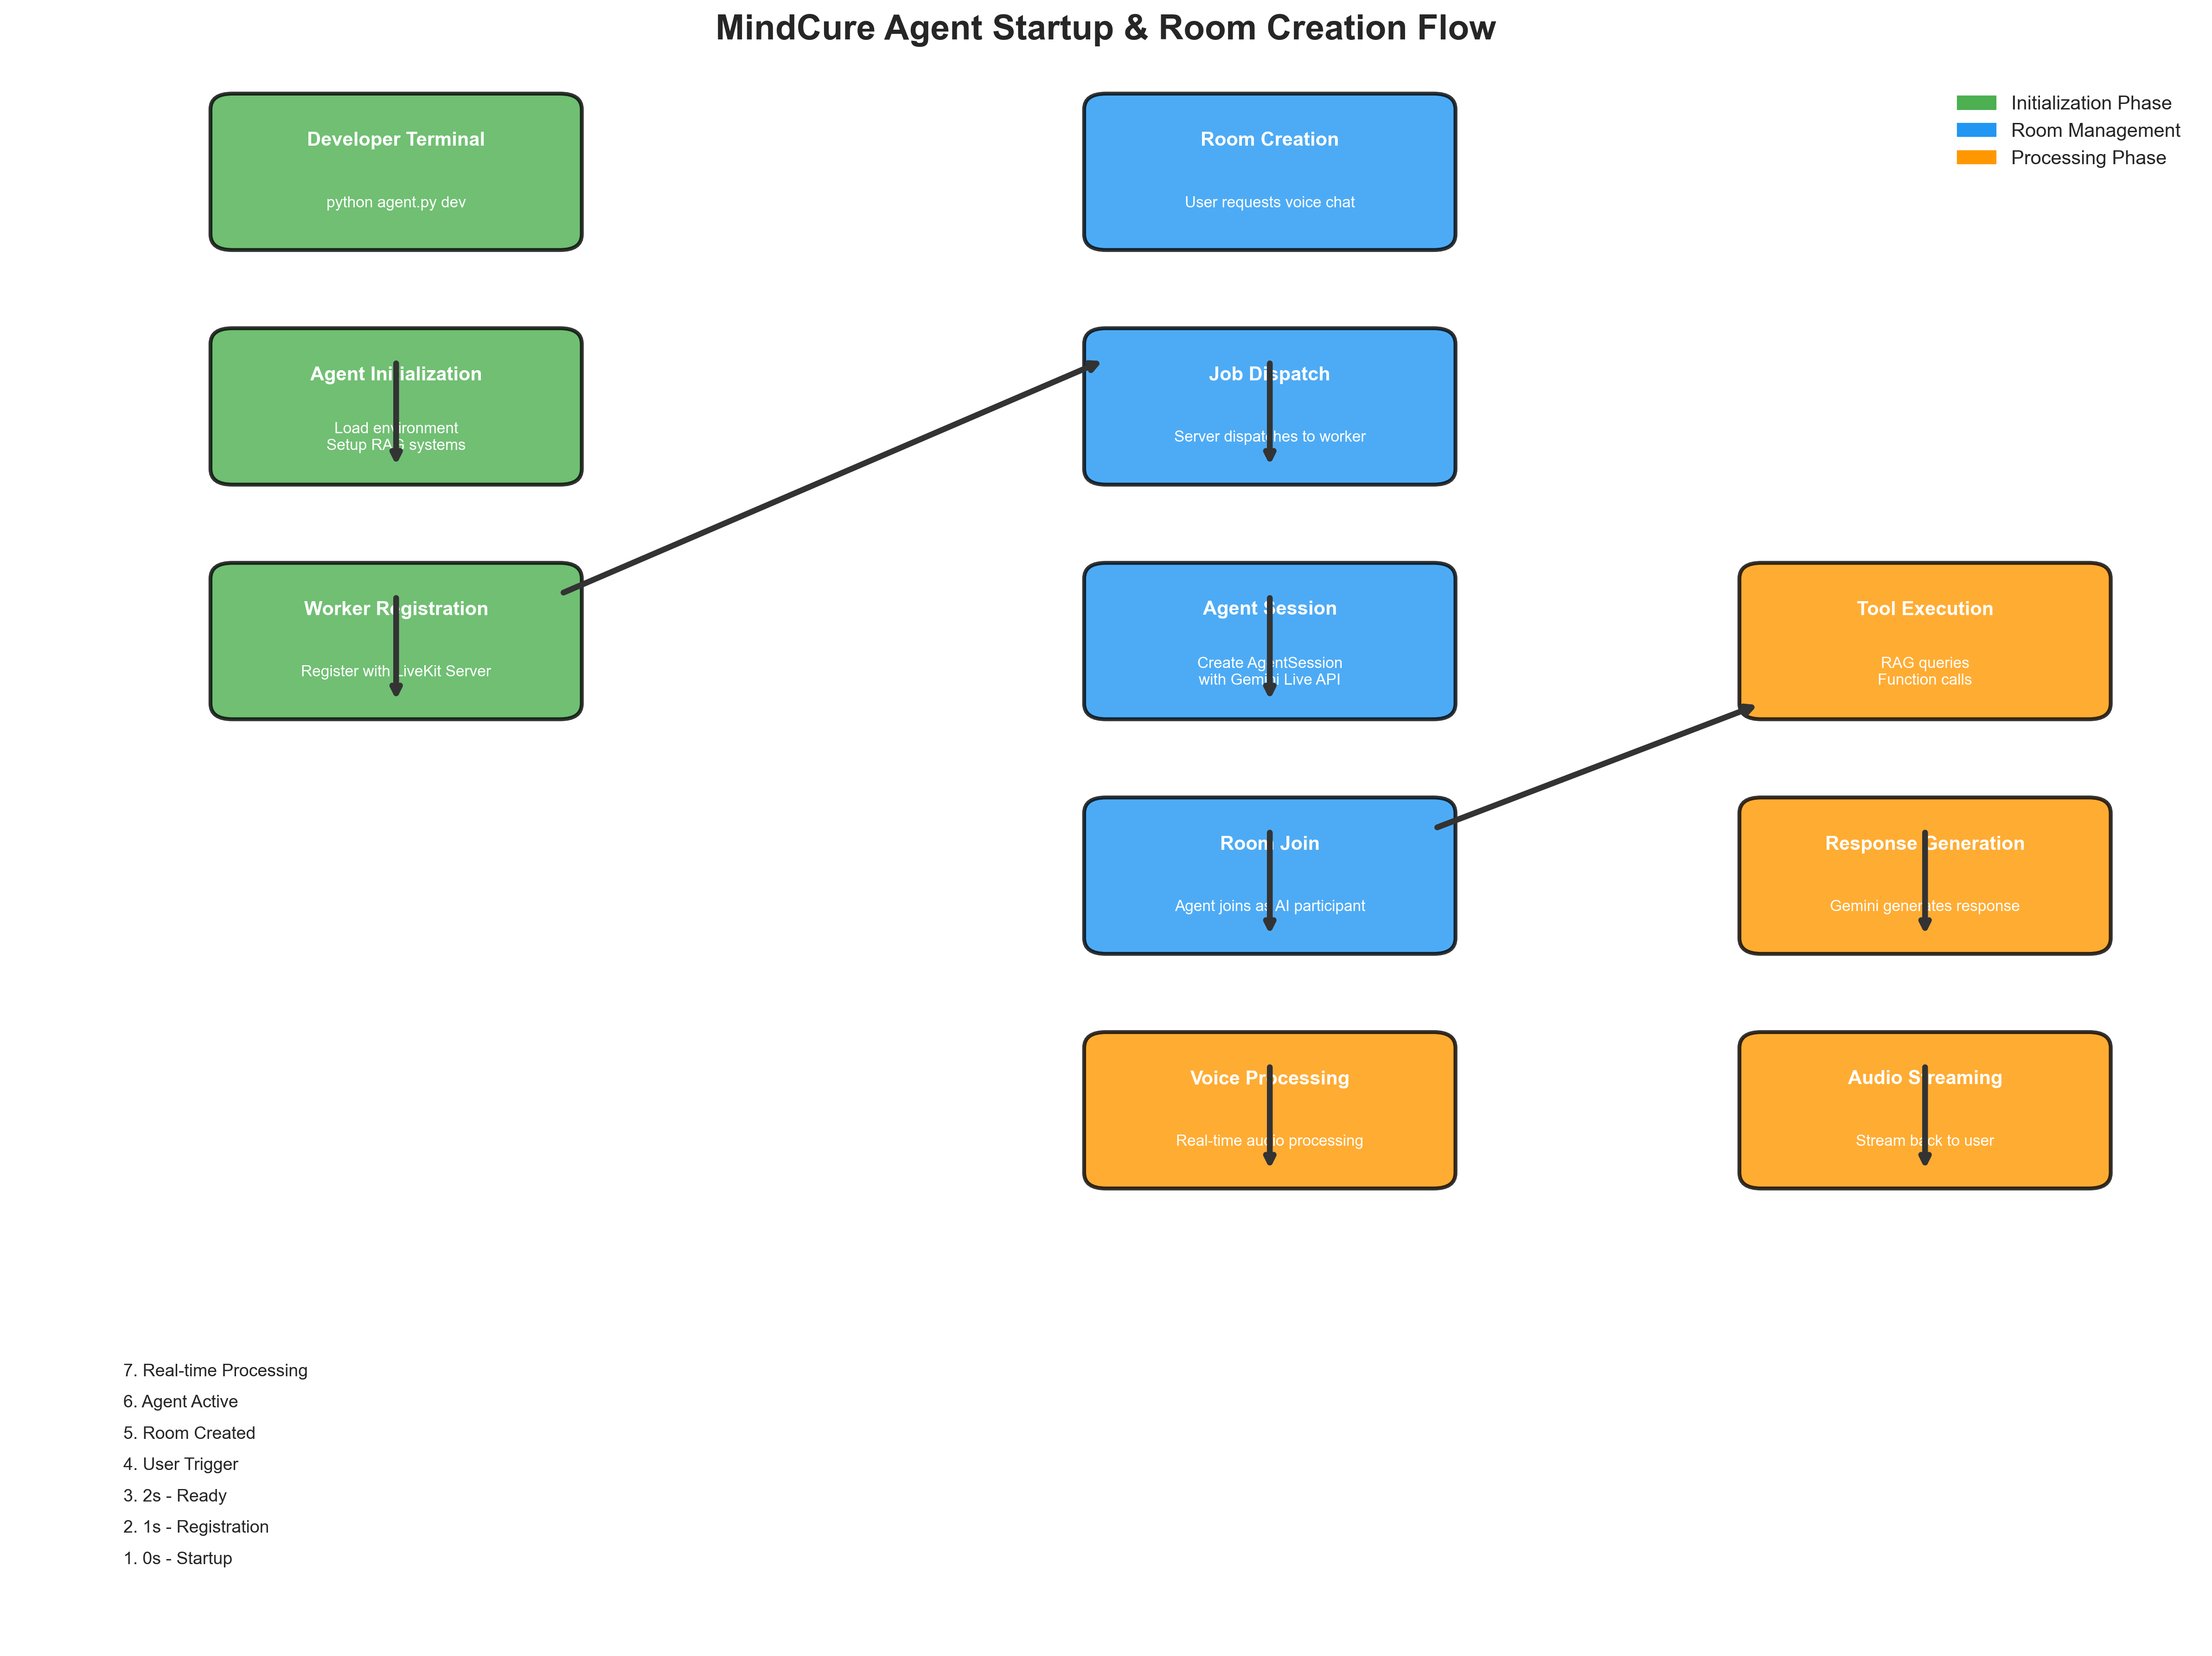 MindCure Agent Startup & Room Creation Flow
Developer Terminal
python agent.py dev
Agent Initialization
Load environment
Setup RAG systems
Worker Registration
Register with LiveKit Server
Room Creation
User requests voice chat
Job Dispatch
Server dispatches to worker
Agent Session
Create AgentSession
with Gemini Live API
Room Join
Agent joins as AI participant
Voice Processing
Real-time audio processing
Initialization Phase
Room Management
Processing Phase
Tool Execution
RAG queries
Function calls
Response Generation
Gemini generates response
Audio Streaming
Stream back to user
7. Real-time Processing
6. Agent Active
5. Room Created
4. User Trigger
3. 2s - Ready
2. 1s - Registration
1. 0s - Startup